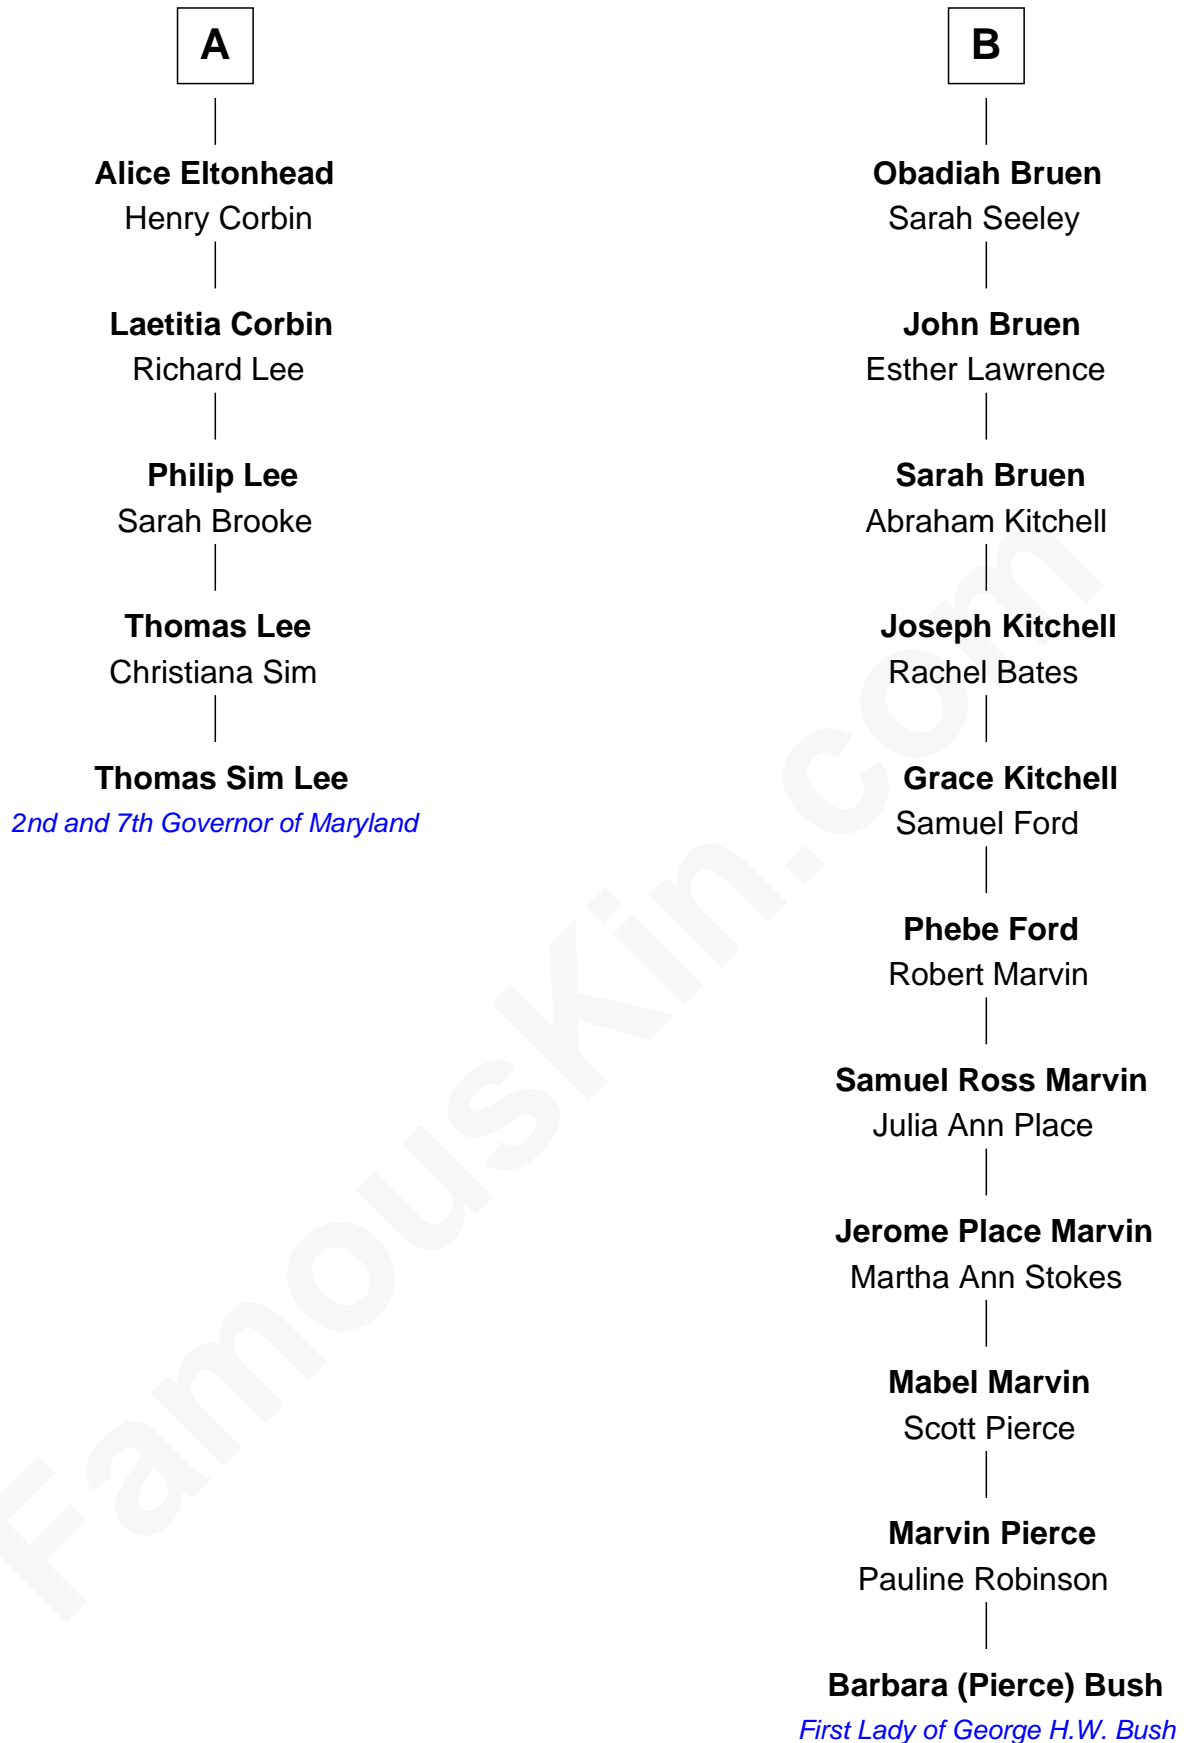 A
Alice Eltonhead
Henry Corbin
Laetitia Corbin
Richard Lee
Philip Lee
Sarah Brooke
Thomas Lee
Christiana Sim
Thomas Sim Lee
2nd and 7th Governor of Maryland
B
Obadiah Bruen
Sarah Seeley
John Bruen
Esther Lawrence
Sarah Bruen
Abraham Kitchell
Joseph Kitchell
Rachel Bates
Grace Kitchell
Samuel Ford
Phebe Ford
Robert Marvin
Samuel Ross Marvin
Julia Ann Place
Jerome Place Marvin
Martha Ann Stokes
Mabel Marvin
Scott Pierce
Marvin Pierce
Pauline Robinson
Barbara (Pierce) Bush
First Lady of George H.W. Bush
FamousKin.com